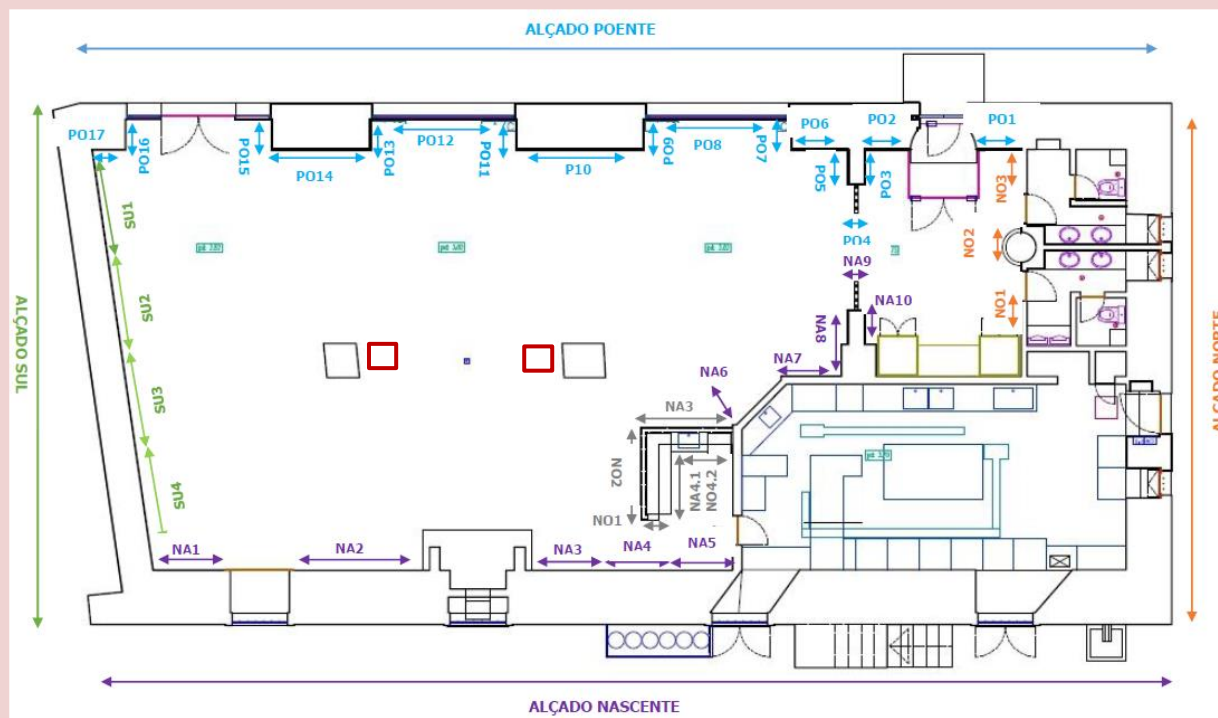 ALÇADO POENTE
PO17
PO16
PO15
PO14
PO13
PO12
PO11
P10
PO9
PO8
PO7
PO6
PO5
PO2
PO3
PO1
NO3
PO4
NO2
NA9
NA10
NO1
NA8
NA7
NA6
SU1
SU2
SU3
SU4
ALÇADO SUL
ALÇADO NORTE
NA3
NO2
NA4.1
NO4.2
NO1
NA1
NA2
NA3
NA4
NA5
ALÇADO NASCENTE